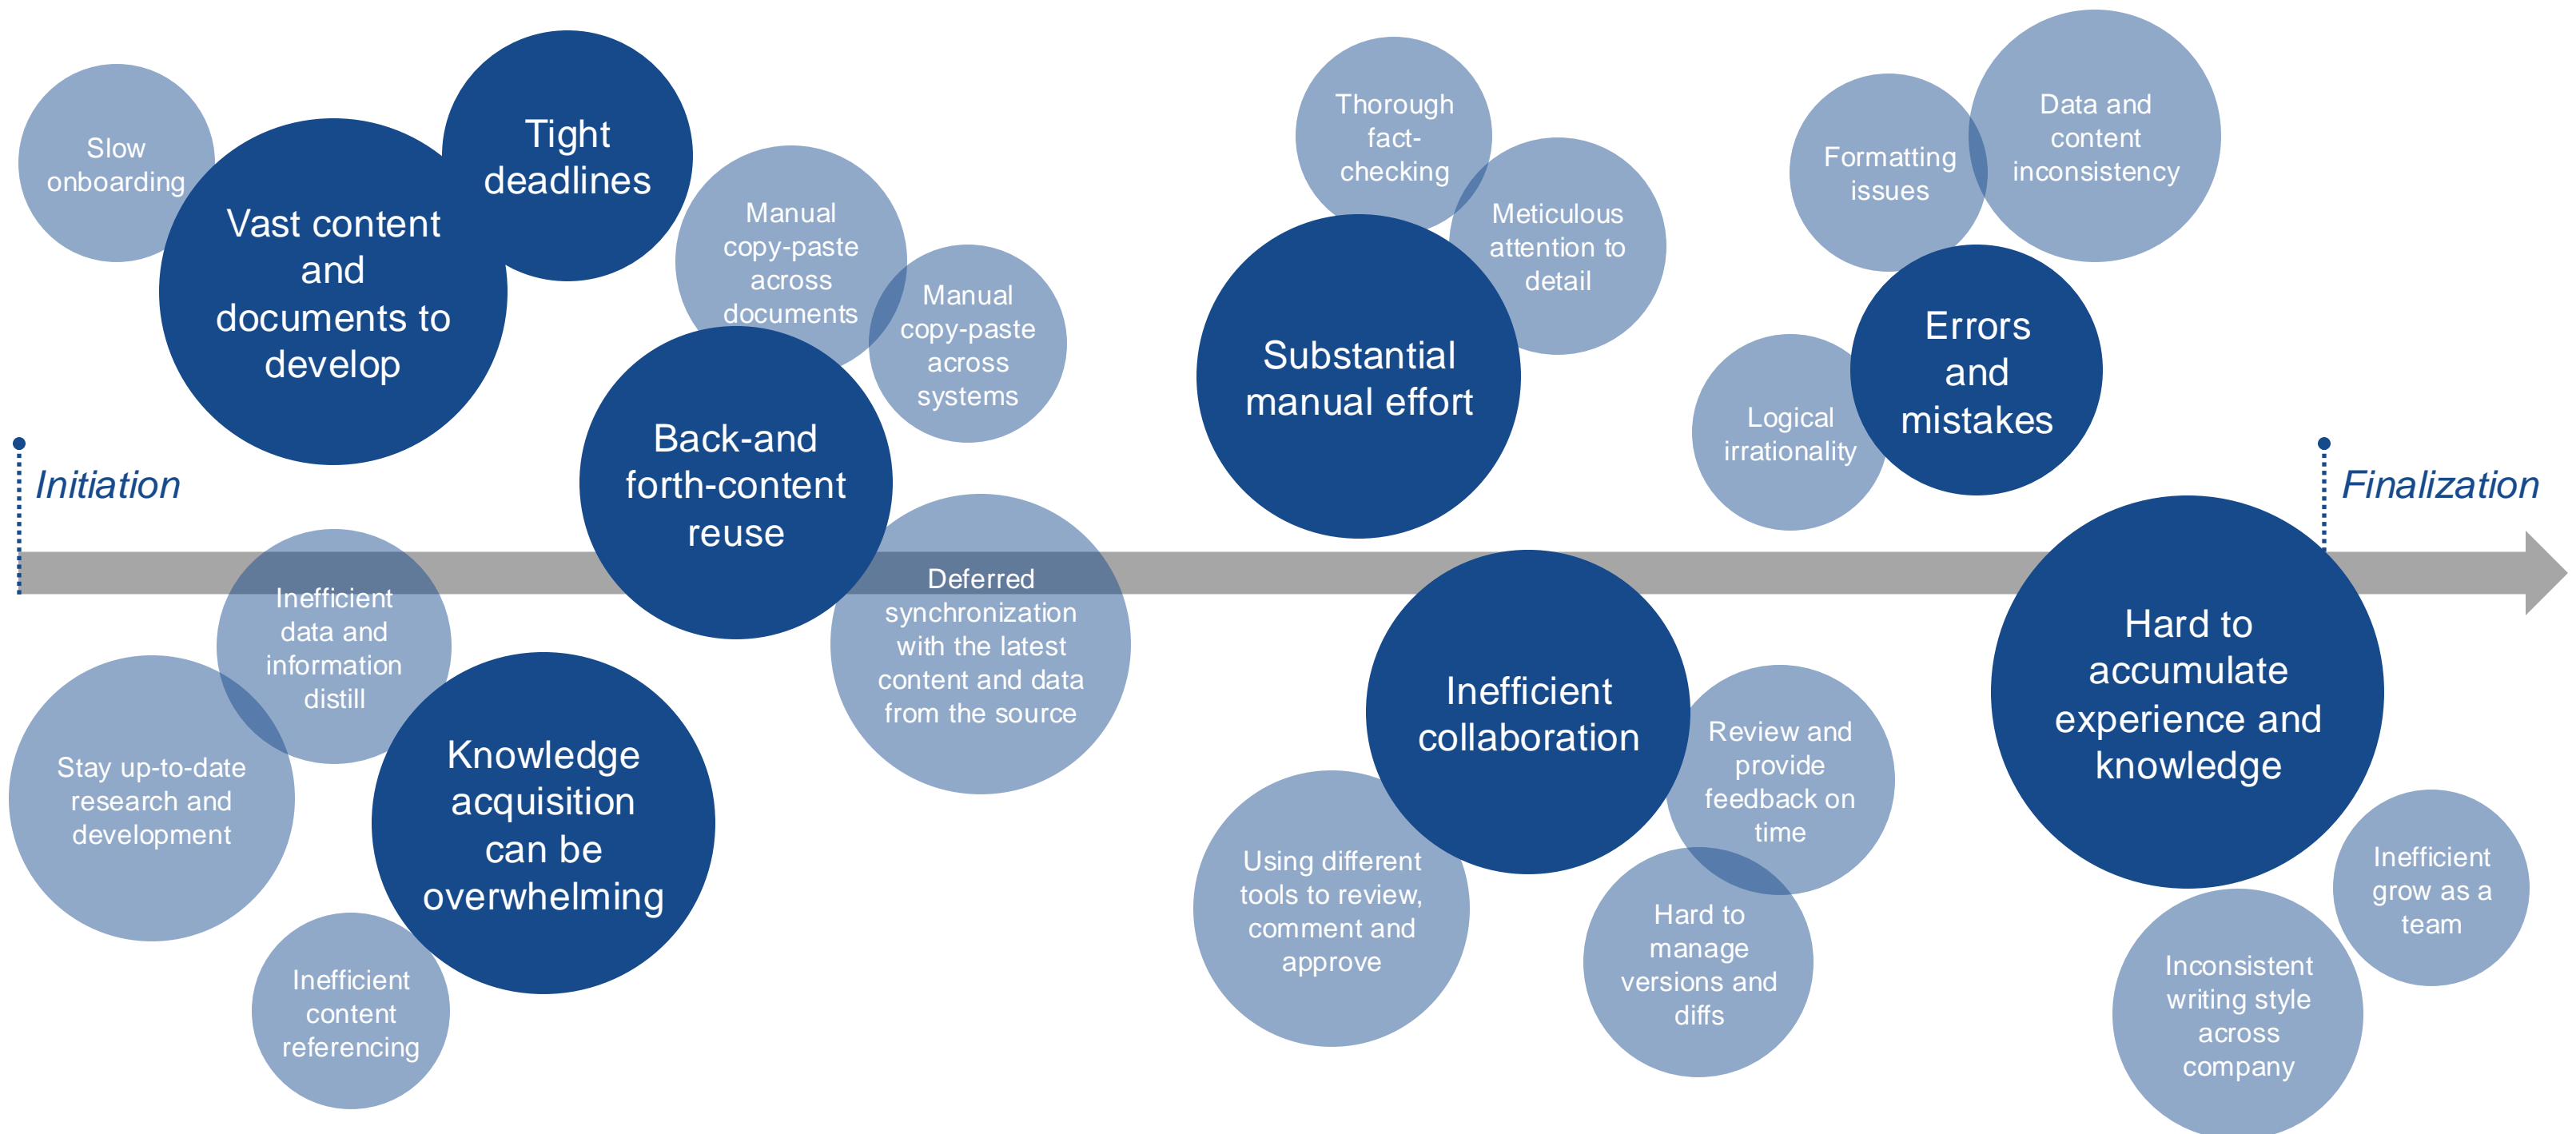 Slow
onboarding
Vast content
and
documents to
develop
Tight
deadlines
Manual
copy-paste
across
documents
Manual
copy-paste
across
systems
Back-and
forth-content
reuse
Thorough
fact-
checking
Meticulous
attention to
detail
Substantial
manual effort
Formatting
issues
Data and
content
inconsistency
Errors
and
mistakes
Logical
irrationality
Initiation
Finalization
Inefficient
data and
information
distill
Stay up-to-date
research and
development
Knowledge
acquisition
can be
overwhelming
Inefficient
content
referencing
Deferred
synchronization
with the latest
content and data
from the source
Inefficient
collaboration
Review and
provide
feedback on
time
Using different
tools to review,
comment and
approve
Hard to
manage
versions and
diffs
Hard to
accumulate
experience and
knowledge
Inefficient
grow as a
team
Inconsistent
writing style
across
company